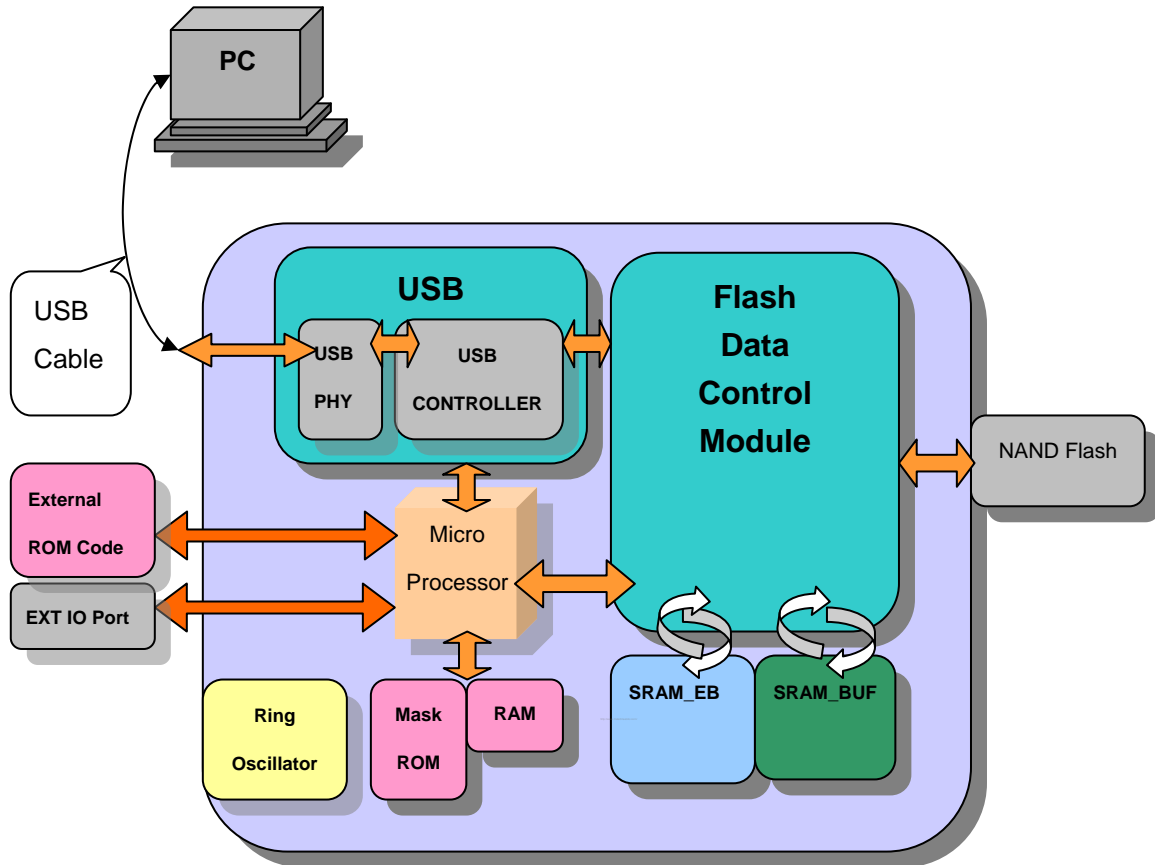 PC
USB
Cable
USB
USB
PHY
USB
CONTROLLER
Flash
Data
Control
Module
NAND Flash
External
ROM Code
EXT IO Port
Micro
Processor
Ring
Oscillator
Mask
ROM
RAM
SRAM_EB
SRAM_BUF